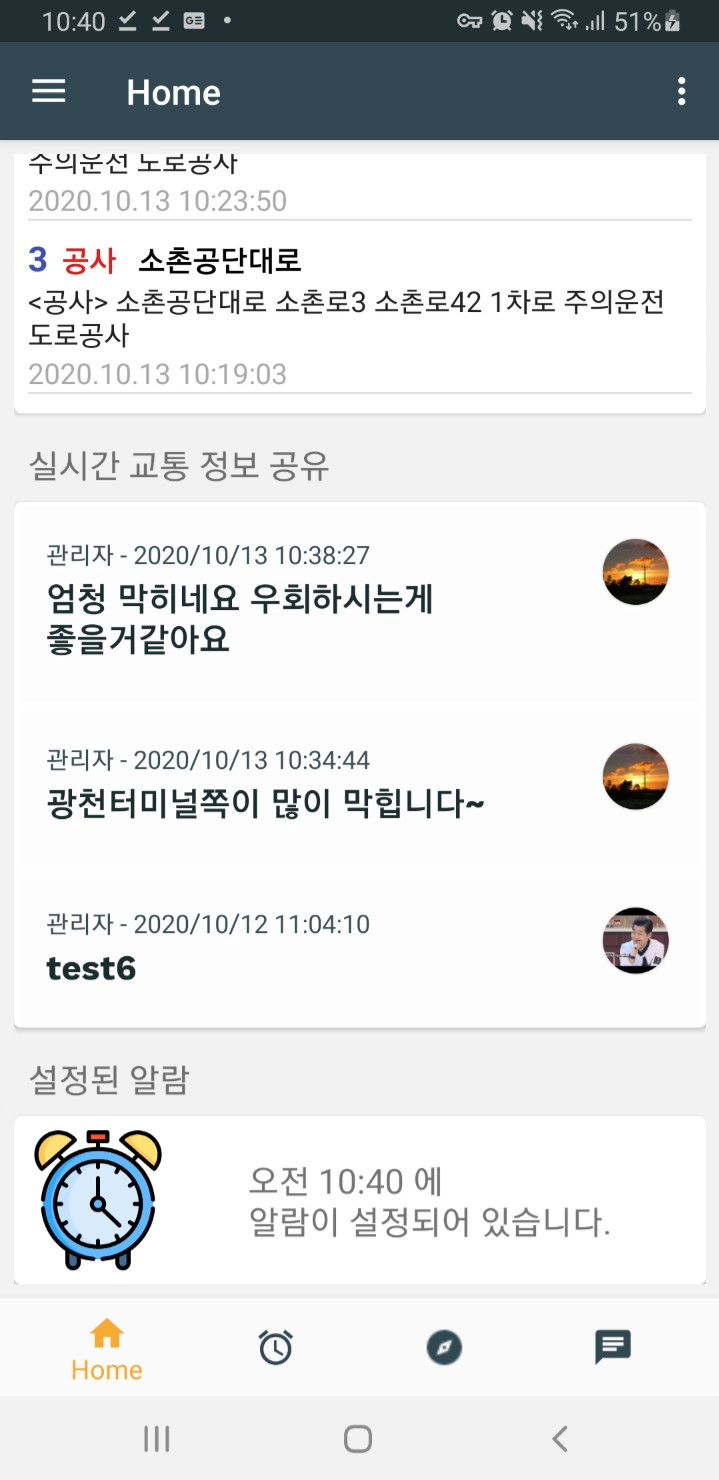 10:40
51%
Home
주의운전 도로공사
2020.10.13 10:23:50
3 공사 소촌공단대로
<공사> 소촌공단대로 소촌로3 소촌로42 1차로 주의운전
도로공사
2020.10.13 10:19:03
실시간 교통 정보 공유
관리자 - 2020/10/13 10:38:27
엄청 막히네요 우회하시는게
좋을거같아요
관리자 - 2020/10/13 10:34:44
광천터미널쪽이 많이 막힙니다~
관리자 - 2020/10/12 11:04:10
test6
설정된 알람
오전 10:40 에
알람이 설정되어 있습니다.
Home